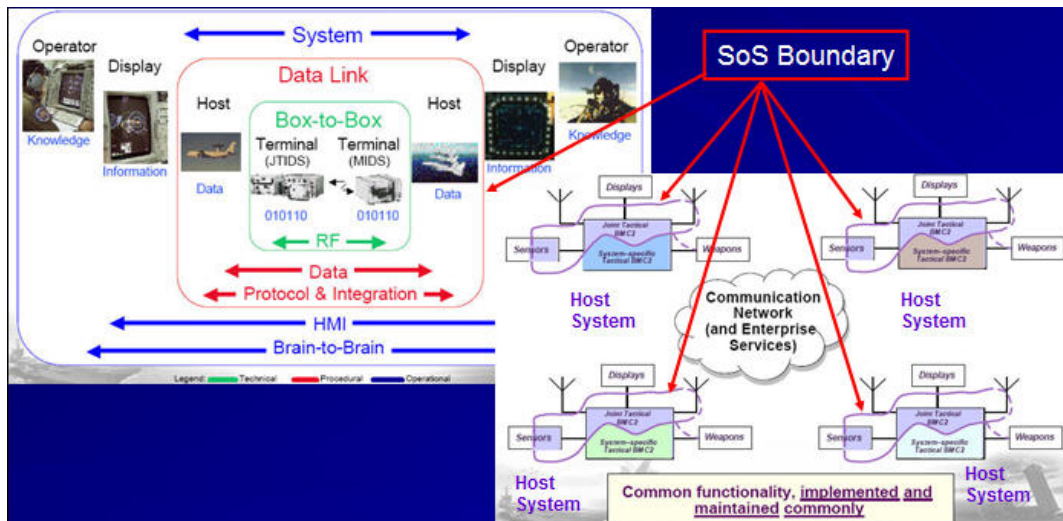 System
SoS Boundary
Operator
Display
Data Link
Display
Operator
Host
Host
Box-to-Box
Terminal
(JTIDS)
Terminal
(MIDS)
Knowledge
Information
Data
Data
Information
Knowledge
010110
010110
RF
Data
Protocol & Integration
HMI
Brain-to-Brain
Legend:
Technical
Procedural
Operational
Displays
Joint Tactical
BMC2
System-specific
Tactical BMC2
Sensors
Weapons
Host
System
Displays
Joint Tactical
BMC2
System-specific
Tactical BMC2
Sensors
Weapons
Host
System
Communication
Network
(and Enterprise
Services)
Displays
Joint Tactical
BMC2
System-specific
Tactical BMC2
Sensors
Weapons
Host
System
Displays
Joint Tactical
BMC2
System-specific
Tactical BMC2
Sensors
Weapons
Host
System
Common functionality, implemented and
maintained commonly